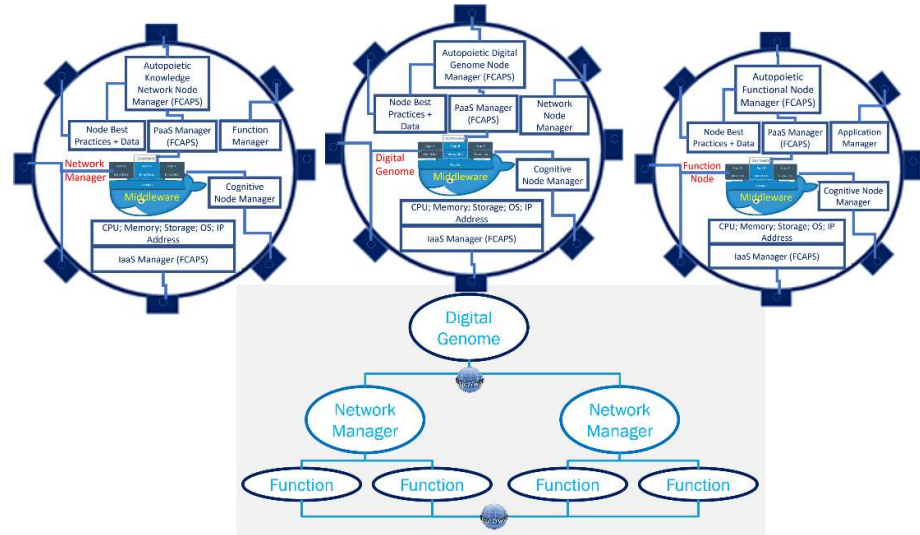 Autopoietic
Knowledge
Network Node
Manager (FCAPS)
Node Best
Practices + Data
PaaS Manager
(FCAPS)
Function
Manager
Network
Manager
Middleware
Cognitive
Node Manager
CPU; Memory; Storage; OS; IP
Address
IaaS Manager (FCAPS)
Autopoietic Digital
Genome Node
Manager (FCAPS)
Node Best
Practices +
Data
PaaS Manager
(FCAPS)
Network
Node
Manager
Digital
Genome
Middleware
Cognitive
Node Manager
CPU; Memory; Storage; OS; IP
Address
IaaS Manager (FCAPS)
Autopoietic
Functional Node
Manager (FCAPS)
Node Best
Practices + Data
PaaS Manager
(FCAPS)
Application
Manager
Function
Node
Middleware
Cognitive Node
Manager
CPU; Memory; Storage; OS; IP
Address
IaaS Manager (FCAPS)
Digital
Genome
Network
Manager
Network
Manager
Function
Function
Function
Function